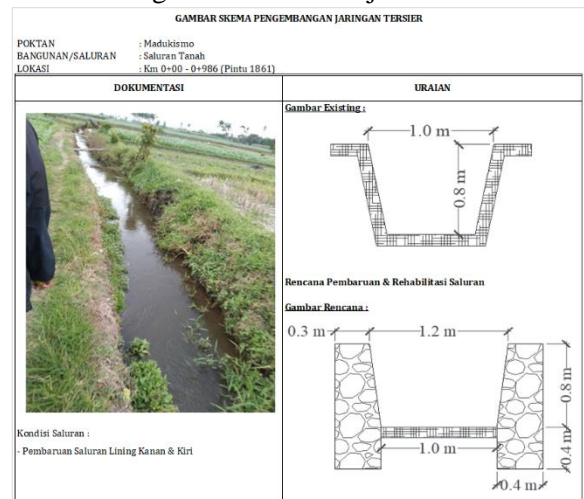 GAMBAR SKEMA PENGEMBANGAN JARINGAN TERSIER
POKTAN : Madukismo
BANGUNAN/SALURAN : Saluran Tanah
LOKASI : Km 0+00 - 0+986 (Pintu 1861)
DOKUMENTASI
URAIAN
Kondisi Saluran :
- Pembaruan Saluran Lining Kanan & Kiri
Gambar Existing :
1.0 m
0.8 m
Rencana Pembaruan & Rehabilitasi Saluran
Gambar Rencana :
0.3 m
1.2 m
0.8 m
1.0 m
0.4 m
0.4 m